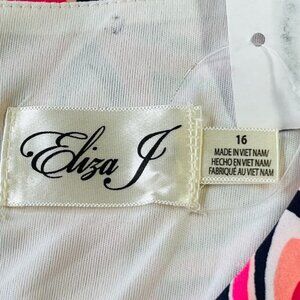 Eliza J
16
MADE IN VIET NAM/
HECHO EN VIET NAM/
FABRIQUÉ AU VIET NAM